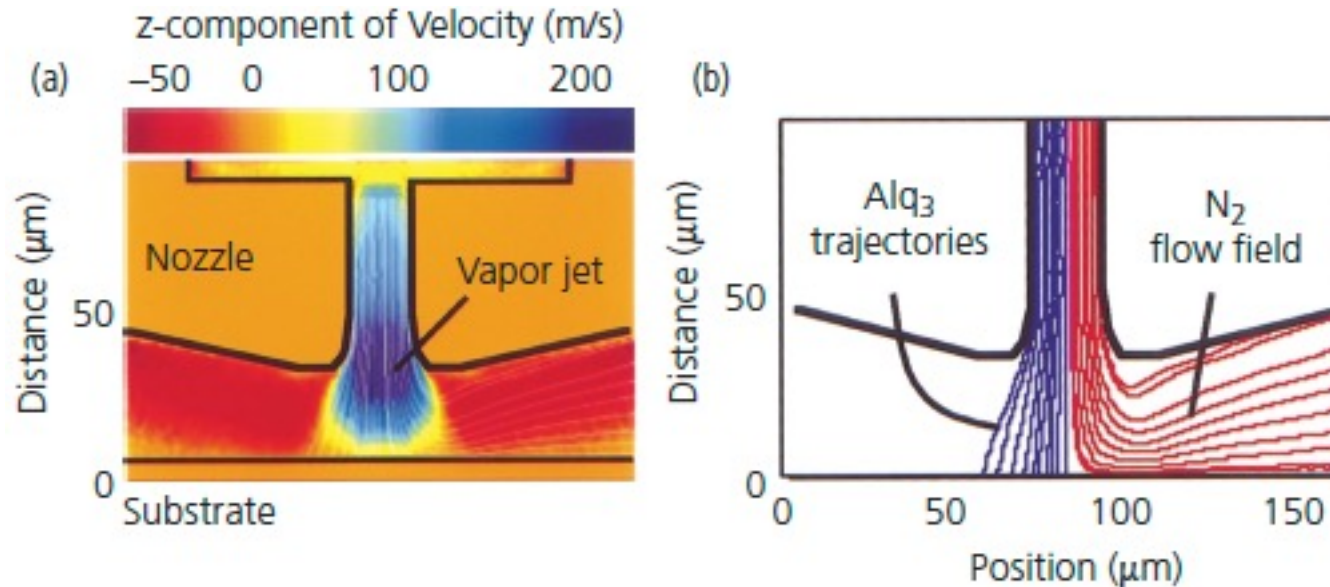 z-component of Velocity (m/s)
(a) –50 0 100 200
Nozzle
Vapor jet
Distance (μm)
50
0
Substrate
(b)
Alq₃
trajectories
N₂
flow field
Distance (μm)
50
0
0 50 100 150
Position (μm)